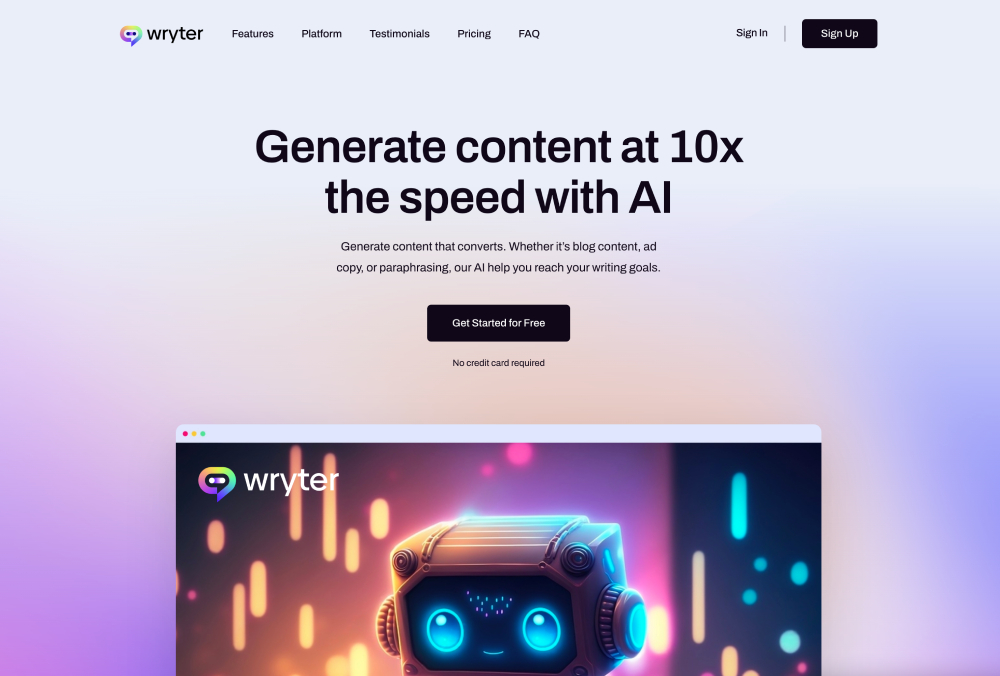 wryter
Features Platform Testimonials Pricing FAQ
Sign In
Sign Up
Generate content at 10x
the speed with AI
Generate content that converts. Whether it's blog content, ad
copy, or paraphrasing, our AI help you reach your writing goals.
Get Started for Free
No credit card required
wryter